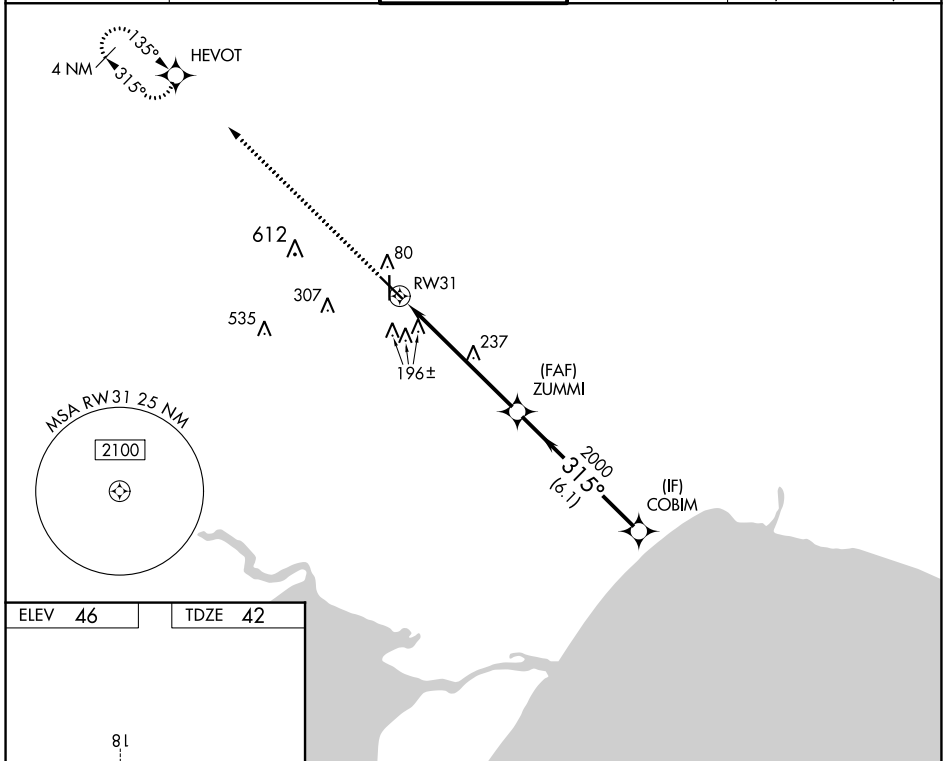 HEVOT
135°
4 NM
315°
612
80
RW31
307
535
237
196±
(FAF)
ZUMMI
2000
315°
(6.1)
(IF)
COBIM
MSA RW31 25 NM
2100
ELEV 46
TDZE 42
18